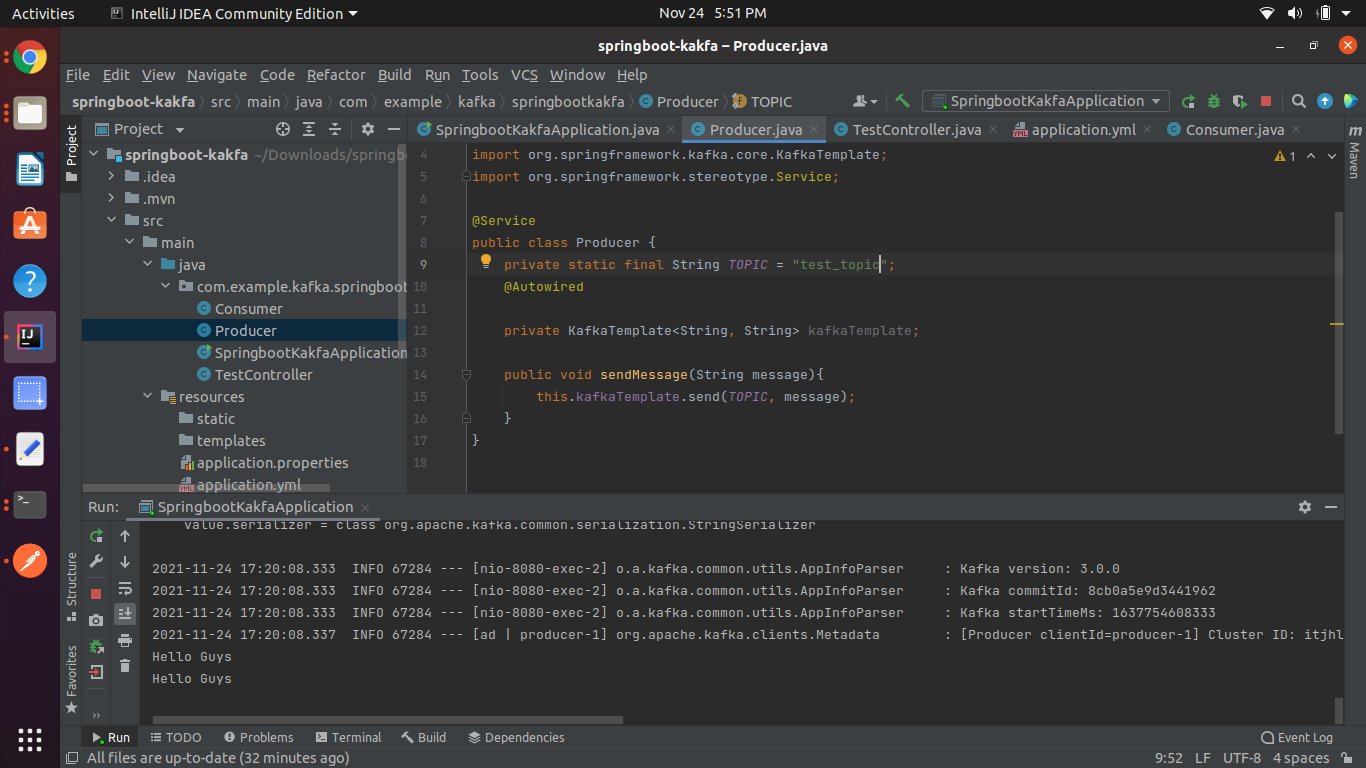 Activities IntelliJ IDEA Community Edition Nov 24 5:51 PM
springboot-kakfa – Producer.java
File Edit View Navigate Code Refactor Build Run Tools VCS Window Help
springboot-kakfa src main java com example kafka springbootkakfa Producer TOPIC SpringbootKakfaApplication
Project SpringbootKakfaApplication.java Producer.java TestController.java application.yml Consumer.java
Project
Maven
springboot-kakfa ~/Downloads/springb
.idea
.mvn
src
main
java
com.example.kafka.springboot
Consumer
Producer
SpringbootKakfaApplication
TestController
resources
static
templates
application.properties
application.yml
1
4 import org.springframework.kafka.core.KafkaTemplate;
5 import org.springframework.stereotype.Service;
6
7 @Service
8 public class Producer {
9 private static final String TOPIC = "test_topic";
10 @Autowired
11
12 private KafkaTemplate<String, String> kafkaTemplate;
13
14 public void sendMessage(String message){
15 this.kafkaTemplate.send(TOPIC, message);
16 }
17 }
18
Run: SpringbootKakfaApplication
value.serializer = class org.apache.kafka.common.serialization.StringSerializer
2021-11-24 17:20:08.333 INFO 67284 --- [nio-8080-exec-2] o.a.kafka.common.utils.AppInfoParser : Kafka version: 3.0.0
2021-11-24 17:20:08.333 INFO 67284 --- [nio-8080-exec-2] o.a.kafka.common.utils.AppInfoParser : Kafka commitId: 8cb0a5e9d3441962
2021-11-24 17:20:08.333 INFO 67284 --- [nio-8080-exec-2] o.a.kafka.common.utils.AppInfoParser : Kafka startTimeMs: 1637754608333
2021-11-24 17:20:08.337 INFO 67284 --- [ad | producer-1] org.apache.kafka.clients.Metadata : [Producer clientId=producer-1] Cluster ID: itjhl
Hello Guys
Hello Guys
Structure
Favorites
Run TODO Problems Terminal Build Dependencies Event Log
All files are up-to-date (32 minutes ago) 9:52 LF UTF-8 4 spaces